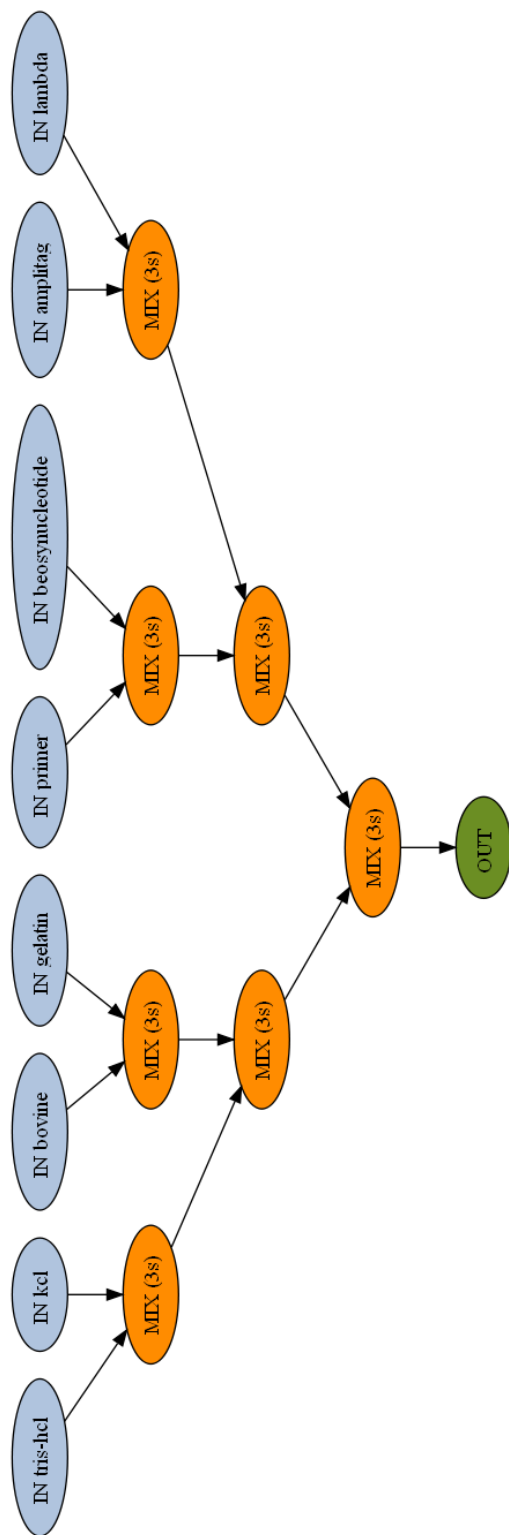 IN lambda
IN amplitag
IN beosynucleotide
IN primer
IN gelatin
IN bovine
IN kcl
IN tris-hcl
MIX (3s)
MIX (3s)
MIX (3s)
MIX (3s)
MIX (3s)
MIX (3s)
MIX (3s)
OUT